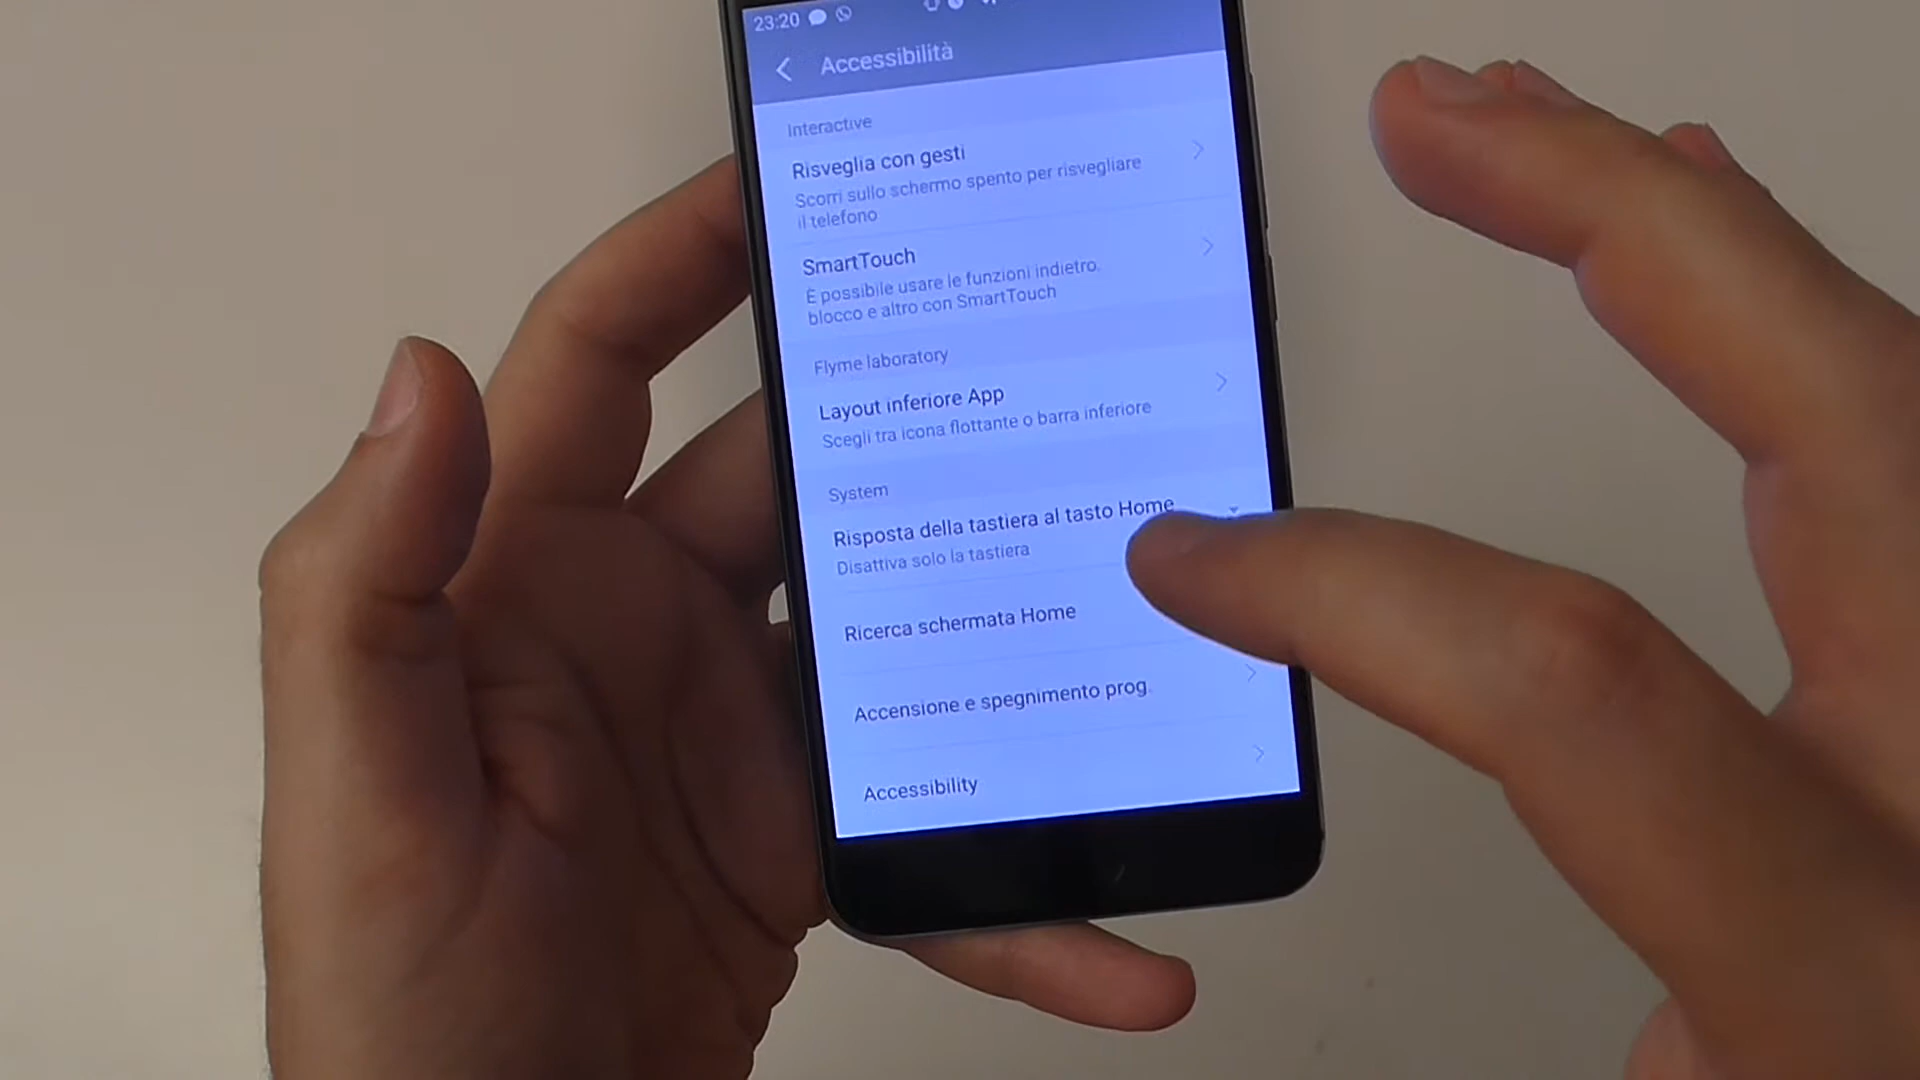 23:20
Accessibilità
Interactive
Risveglia con gesti
Scorri sullo schermo spento per risvegliare
il telefono
SmartTouch
È possibile usare le funzioni indietro,
blocco e altro con SmartTouch
Flyme laboratory
Layout inferiore App
Scegli tra icona flottante o barra inferiore
System
Risposta della tastiera al tasto Home
Disattiva solo la tastiera
Ricerca schermata Home
Accensione e spegnimento prog.
Accessibility